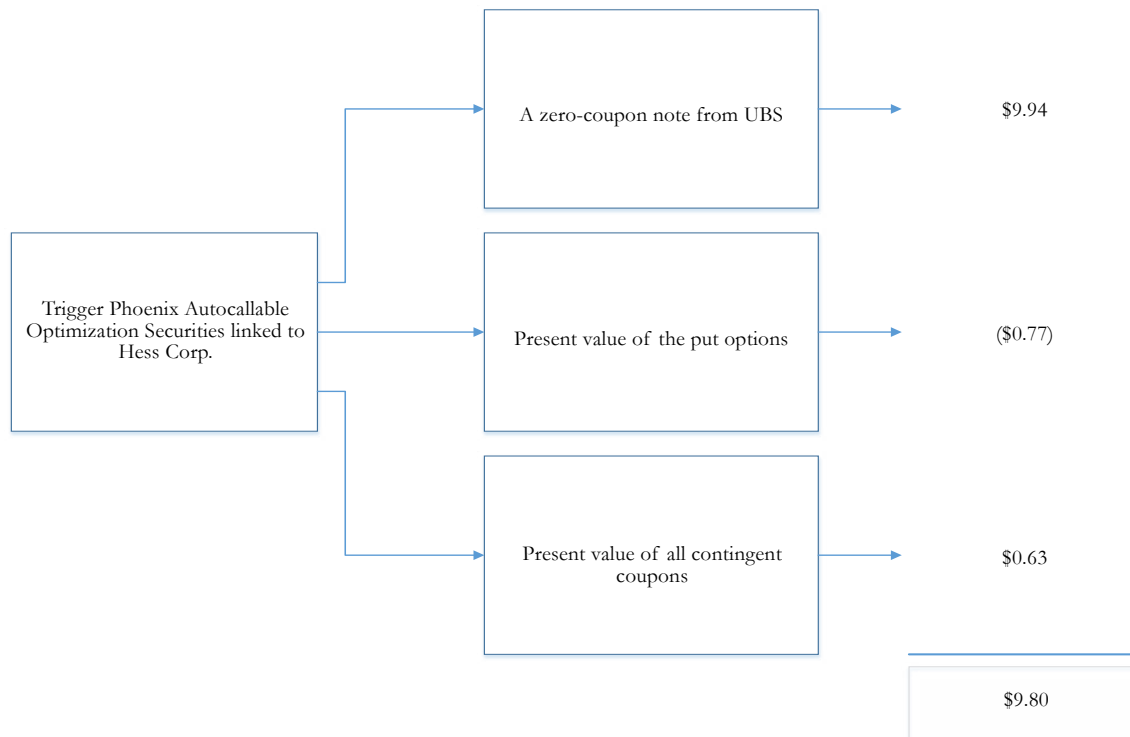 A zero-coupon note from UBS
$9.94
Trigger Phoenix Autocallable
Optimization Securities linked to
Hess Corp.
Present value of the put options
($0.77)
Present value of all contingent
coupons
$0.63
$9.80